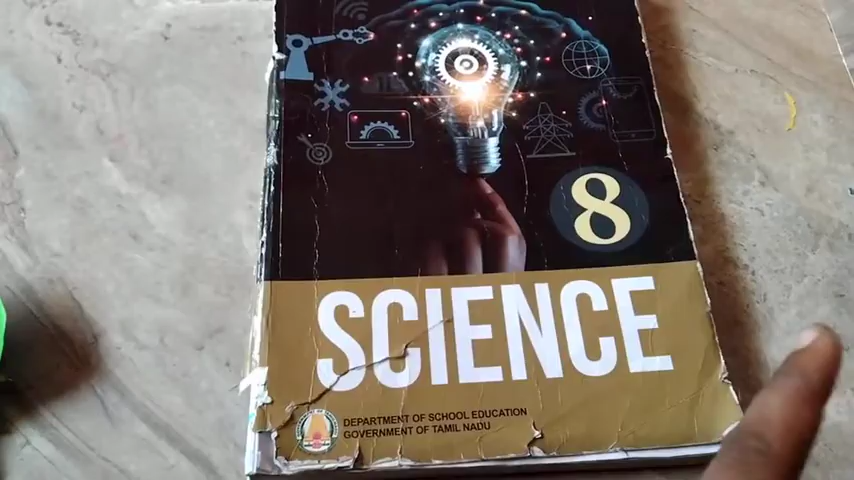 8
SCIENCE
DEPARTMENT OF SCHOOL EDUCATION
GOVERNMENT OF TAMIL NADU